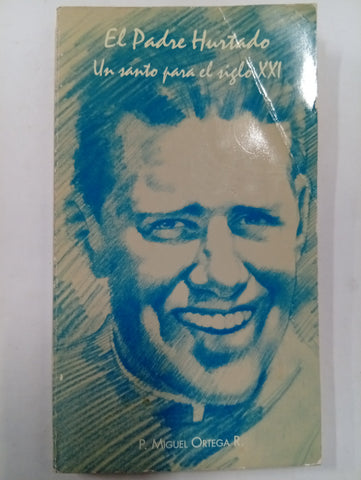 El Padre Hurtado
Un santo para el siglo XXI
P. MIGUEL ORTEGA R.